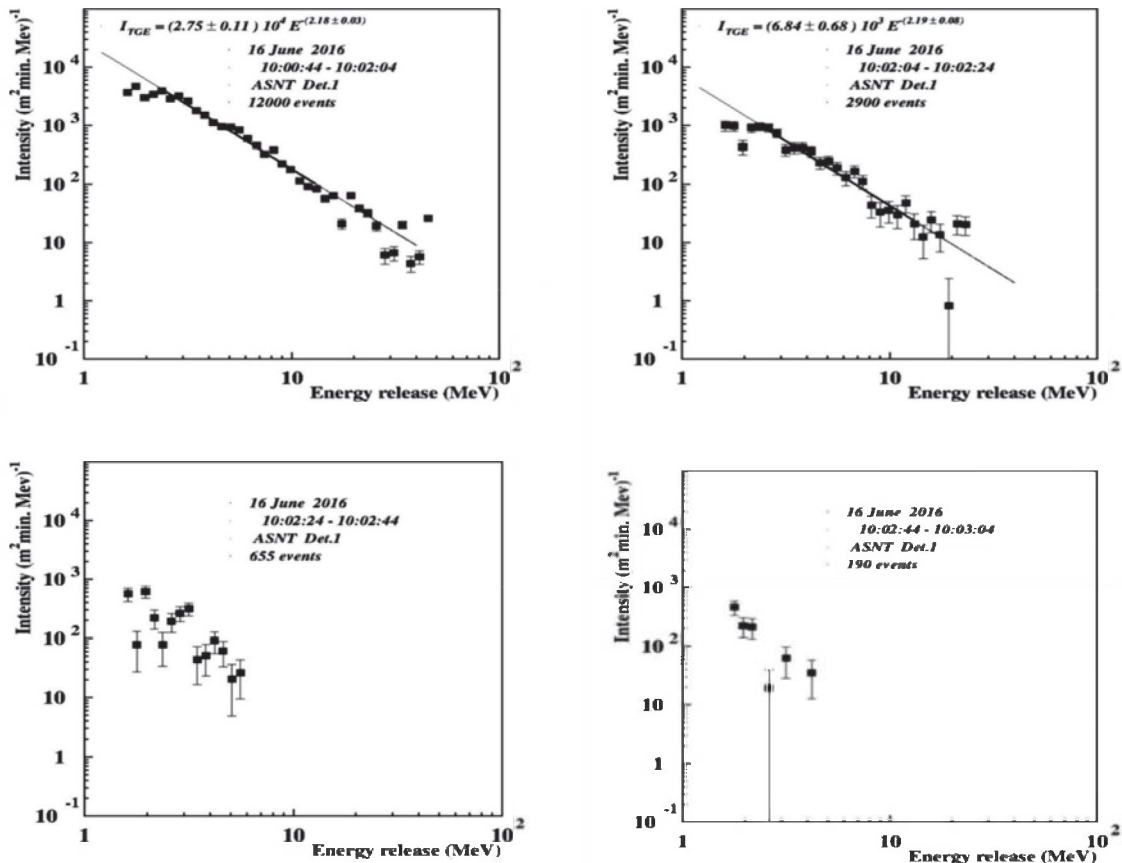 I_TGE = (2.75 ± 0.11) 10^4 E^-(2.18 ± 0.03)
16 June 2016
10:00:44 - 10:02:04
ASNT Det.1
12000 events
Intensity (m^2 min. Mev)^-1
10^4
10^3
10^2
10
1
10^-1
1
10
10^2
Energy release (MeV)
I_TGE = (6.84 ± 0.68) 10^3 E^-(2.19 ± 0.08)
16 June 2016
10:02:04 - 10:02:24
ASNT Det.1
2900 events
Intensity (m^2 min. Mev)^-1
10^4
10^3
10^2
10
1
10^-1
1
10
10^2
Energy release (MeV)
16 June 2016
10:02:24 - 10:02:44
ASNT Det.1
655 events
Intensity (m^2 min. Mev)^-1
10^4
10^3
10^2
10
1
10^-1
1
10
10^2
Energy release (MeV)
16 June 2016
10:02:44 - 10:03:04
ASNT Det.1
190 events
Intensity (m^2 min. Mev)^-1
10^4
10^3
10^2
10
1
10^-1
1
10
10^2
Energy release (MeV)